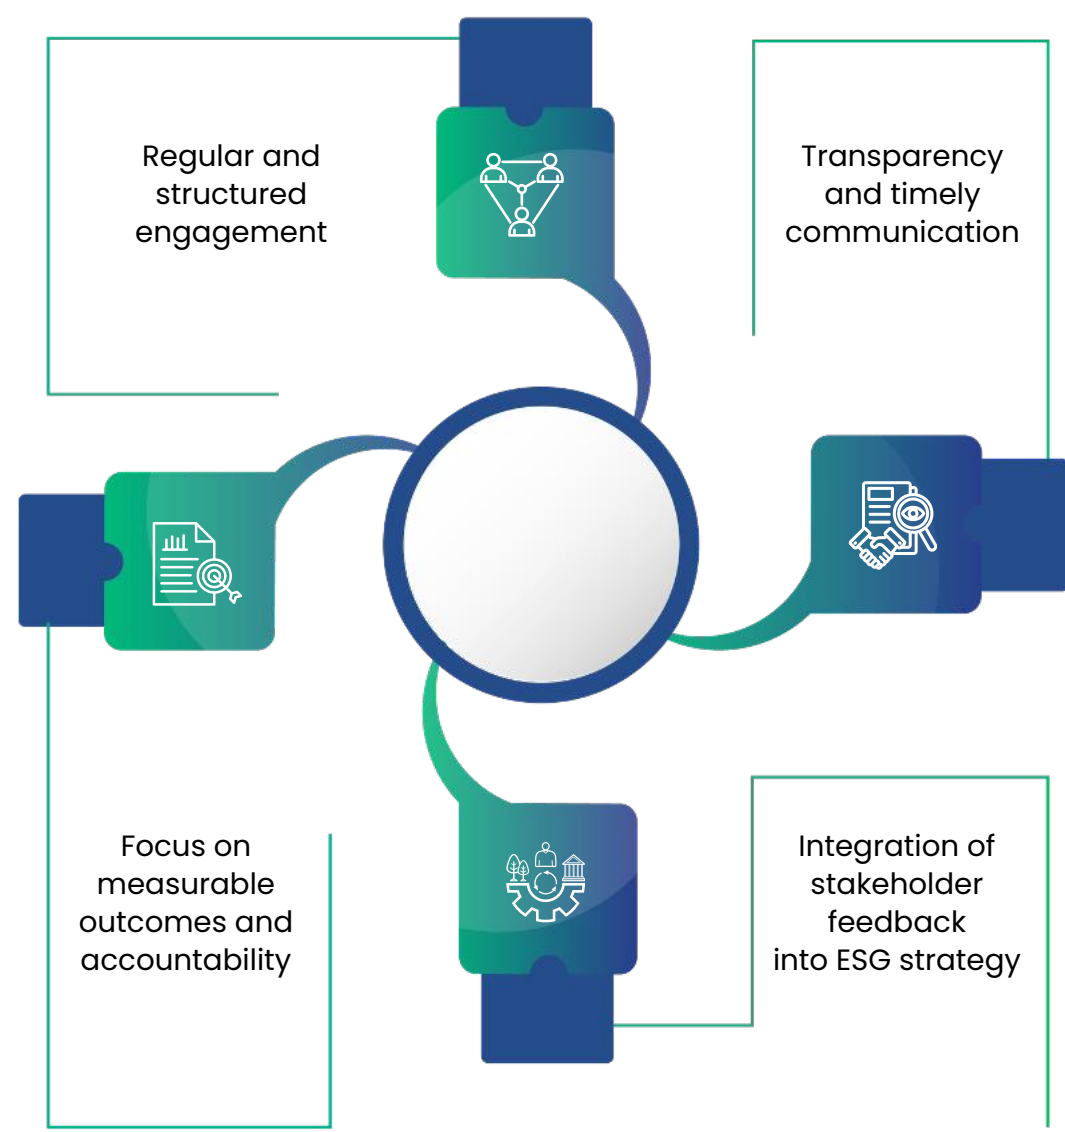 Regular and
structured
engagement
Transparency
and timely
communication
Focus on
measurable
outcomes and
accountability
Integration of
stakeholder
feedback
into ESG strategy